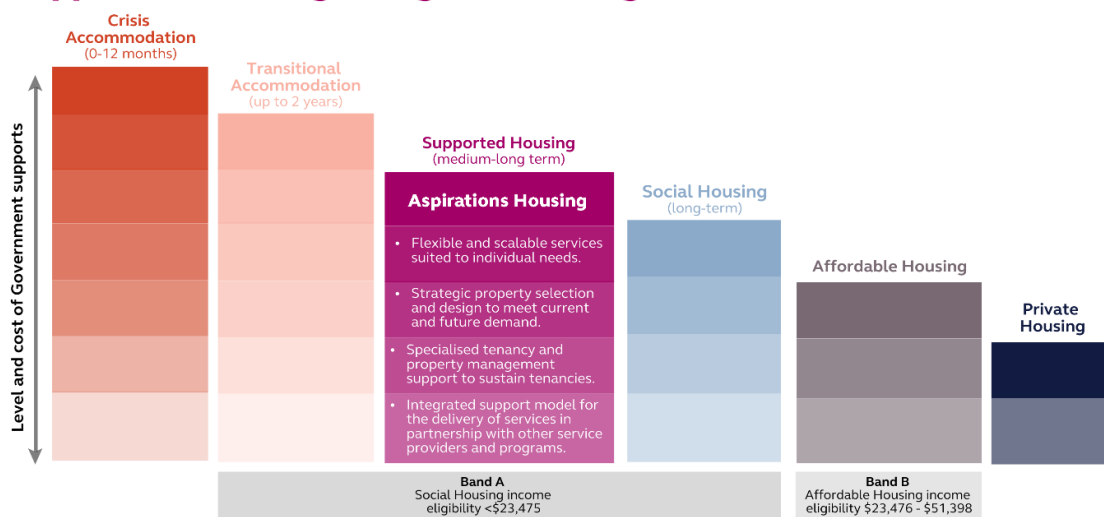 Crisis
Accommodation
(0-12 months)
Transitional
Accommodation
(up to 2 years)
Supported Housing
(medium-long term)
Social Housing
(long-term)
Affordable Housing
Private
Housing
Level and cost of Government supports
Aspirations Housing
• Flexible and scalable services
suited to individual needs.
• Strategic property selection
and design to meet current
and future demand.
• Specialised tenancy and
property management
support to sustain tenancies.
• Integrated support model for
the delivery of services in
partnership with other service
providers and programs.
Band A
Social Housing income
eligibility <$23,475
Band B
Affordable Housing income
eligibility $23,476 - $51,398